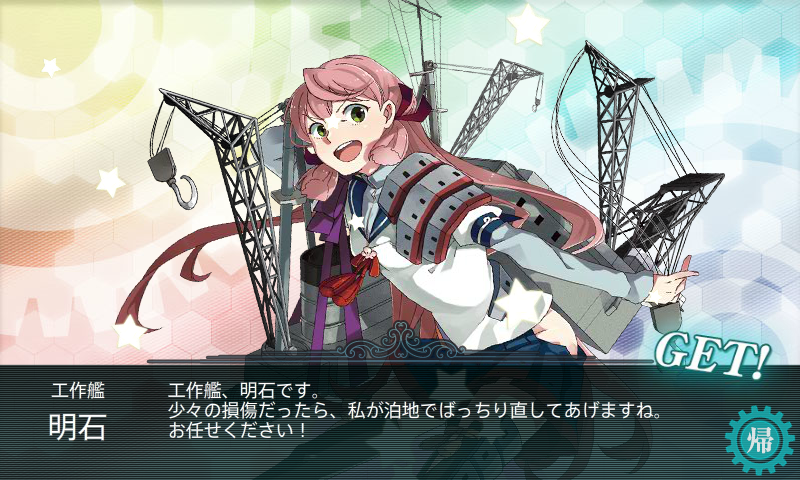 GET!
工作艦
明石
工作艦、明石です。
少々の損傷だったら、私が泊地でばっちり直してあげますね。
お任せください！
帰